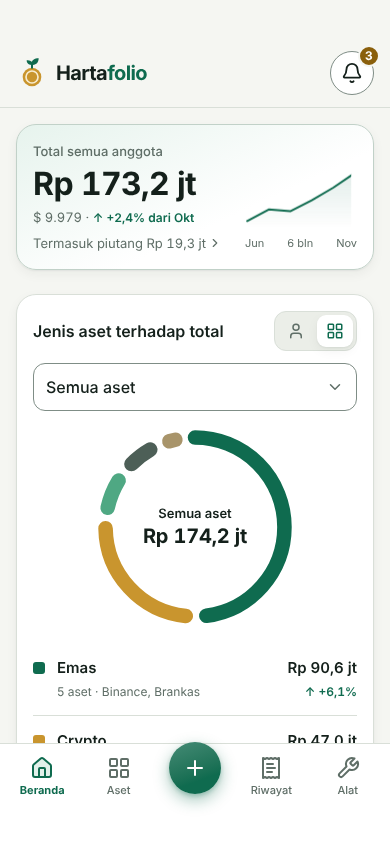 3
Hartafolio
Total semua anggota
Rp 173,2 jt
$ 9.979 · ↑ +2,4% dari Okt
Termasuk piutang Rp 19,3 jt
Jun 6 bln Nov
Jenis aset terhadap total
Semua aset
Semua aset
Rp 174,2 jt
Emas Rp 90,6 jt
5 aset · Binance, Brankas ↑ +6,1%
Crypto Rp 47,0 jt
Beranda Aset Riwayat Alat